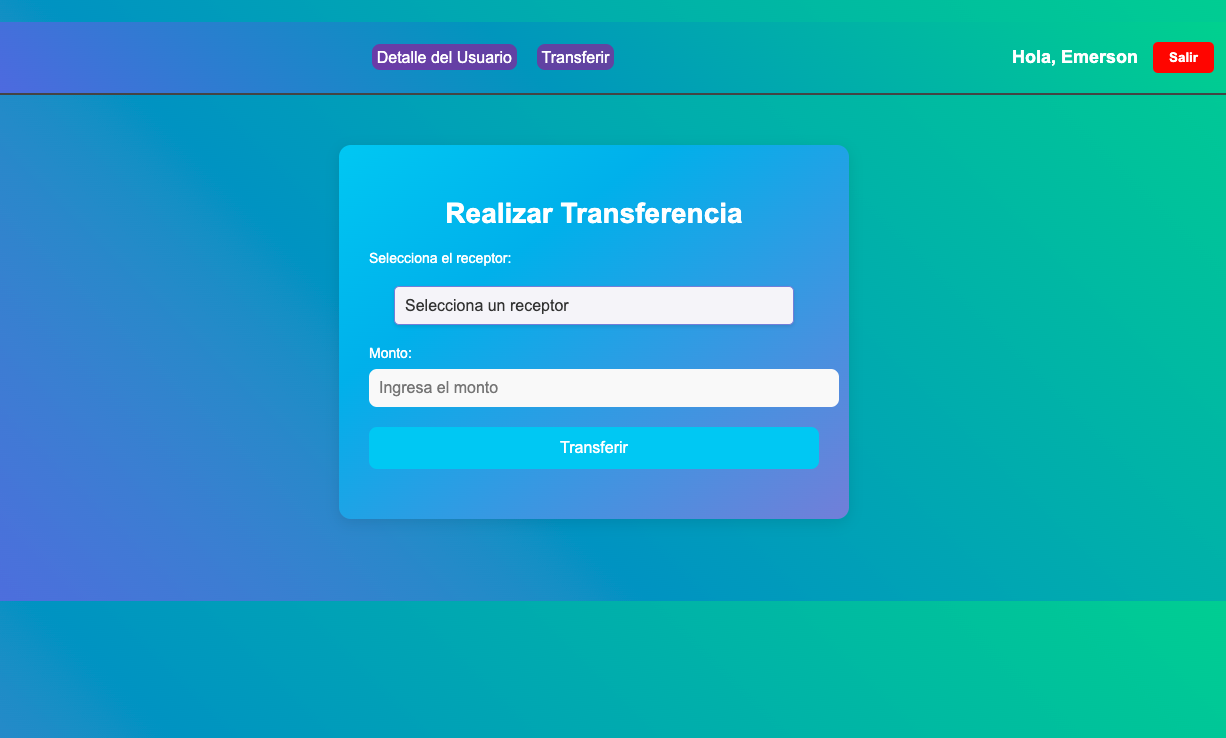 Detalle del Usuario Transferir Hola, Emerson Salir
Realizar Transferencia
Selecciona el receptor:
Selecciona un receptor
Monto:
Ingresa el monto
Transferir